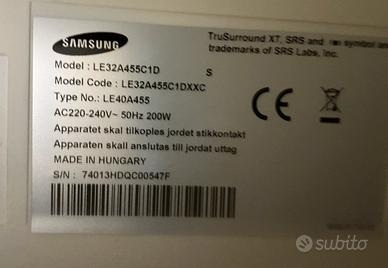 SAMSUNG
TruSurround XT, SRS and symbol a
trademarks of SRS Labs, Inc.
Model : LE32A455C1D S
Model Code : LE32A455C1DXXC
Type No.: LE40A455
AC220-240V~ 50Hz 200W
Apparatet skal tilkoples jordet stikkontakt
Apparaten skall anslutas till jordat uttag
MADE IN HUNGARY
S/N : 74013HDQC00547F
CE
subito